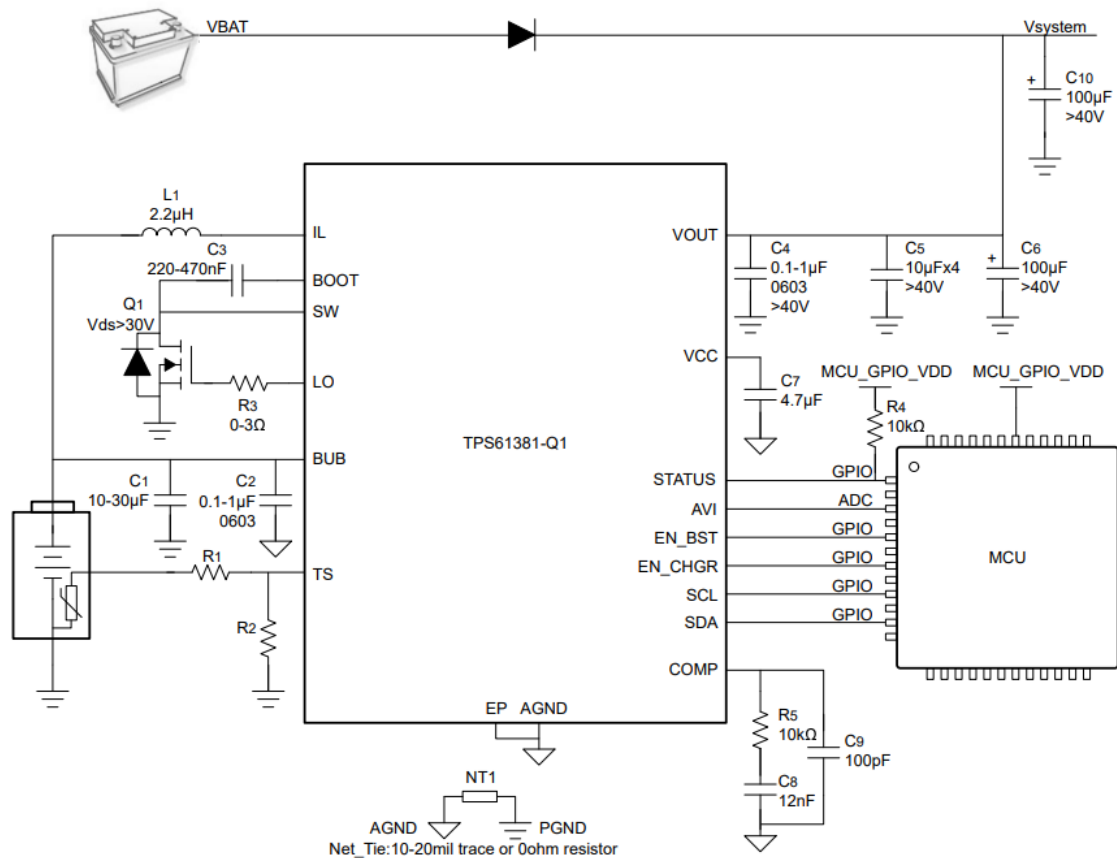 VBAT
Vsystem
+
C10
100µF
>40V
L1
2.2µH
IL
C3
220-470nF
BOOT
Q1
Vds>30V
SW
LO
R3
0-3Ω
BUB
C1
10-30µF
C2
0.1-1µF
0603
R1
TS
R2
TPS61381-Q1
EP AGND
VOUT
C4
0.1-1µF
0603
>40V
C5
10µFx4
>40V
+
C6
100µF
>40V
VCC
C7
4.7µF
MCU_GPIO_VDD
MCU_GPIO_VDD
R4
10kΩ
STATUS
GPIO
AVI
ADC
EN_BST
GPIO
EN_CHGR
GPIO
SCL
GPIO
SDA
GPIO
MCU
COMP
R5
10kΩ
C9
100pF
C8
12nF
NT1
AGND
PGND
Net_Tie:10-20mil trace or 0ohm resistor